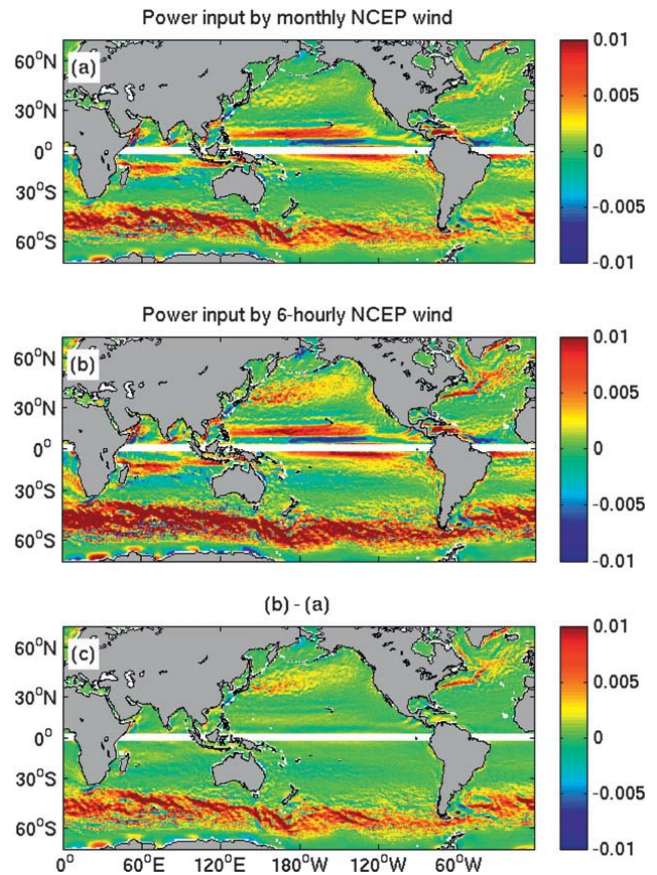 Power input by monthly NCEP wind
(a)
60°N
30°N
0°
30°S
60°S
0.01
0.005
0
-0.005
-0.01
Power input by 6-hourly NCEP wind
(b)
60°N
30°N
0°
30°S
60°S
0.01
0.005
0
-0.005
-0.01
(b) - (a)
(c)
60°N
30°N
0°
30°S
60°S
0.01
0.005
0
-0.005
-0.01
0° 60°E 120°E 180°W 120°W 60°W